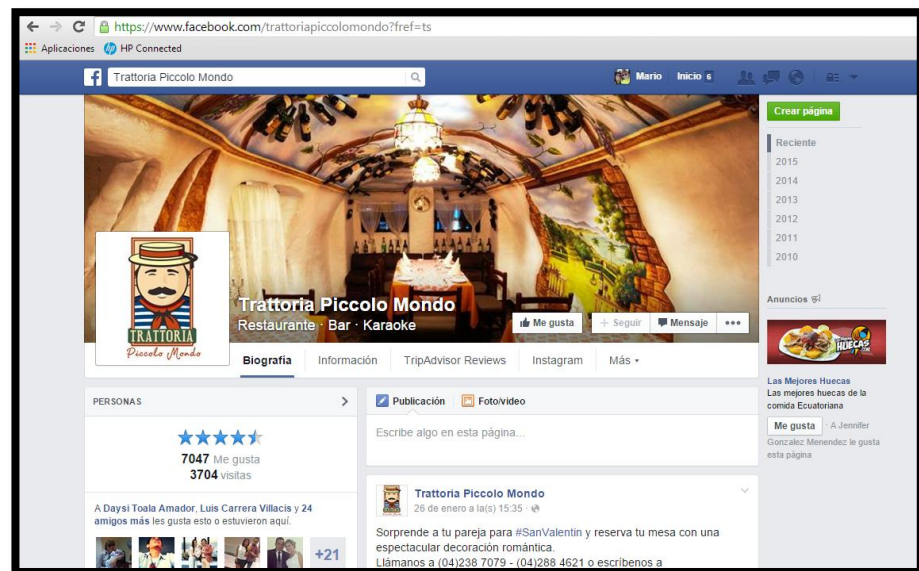 https://www.facebook.com/trattoriapiccolomondo?fref=ts
Aplicaciones HP Connected
Trattoria Piccolo Mondo
Mario Inicio 6
Crear página
Reciente
2015
2014
2013
2012
2011
2010
TRATTORIA
Piccolo Mondo
Trattoria Piccolo Mondo
Restaurante · Bar · Karaoke
Me gusta + Seguir Mensaje
Biografía Información TripAdvisor Reviews Instagram Más
Anuncios
HUECAS
Las Mejores Huecas
Las mejores huecas de la
comida Ecuatoriana
Me gusta · A Jennifer
Gonzalez Menendez le gusta
esta página
PERSONAS
7047 Me gusta
3704 visitas
A Daysi Toala Amador, Luis Carrera Villacis y 24
amigos más les gusta esto o estuvieron aquí.
+21
Publicación Foto/video
Escribe algo en esta página...
Trattoria Piccolo Mondo
26 de enero a la(s) 15:35 ·
Sorprende a tu pareja para #SanValentin y reserva tu mesa con una
espectacular decoración romántica.
Llámanos a (04)238 7079 - (04)288 4621 o escríbenos a